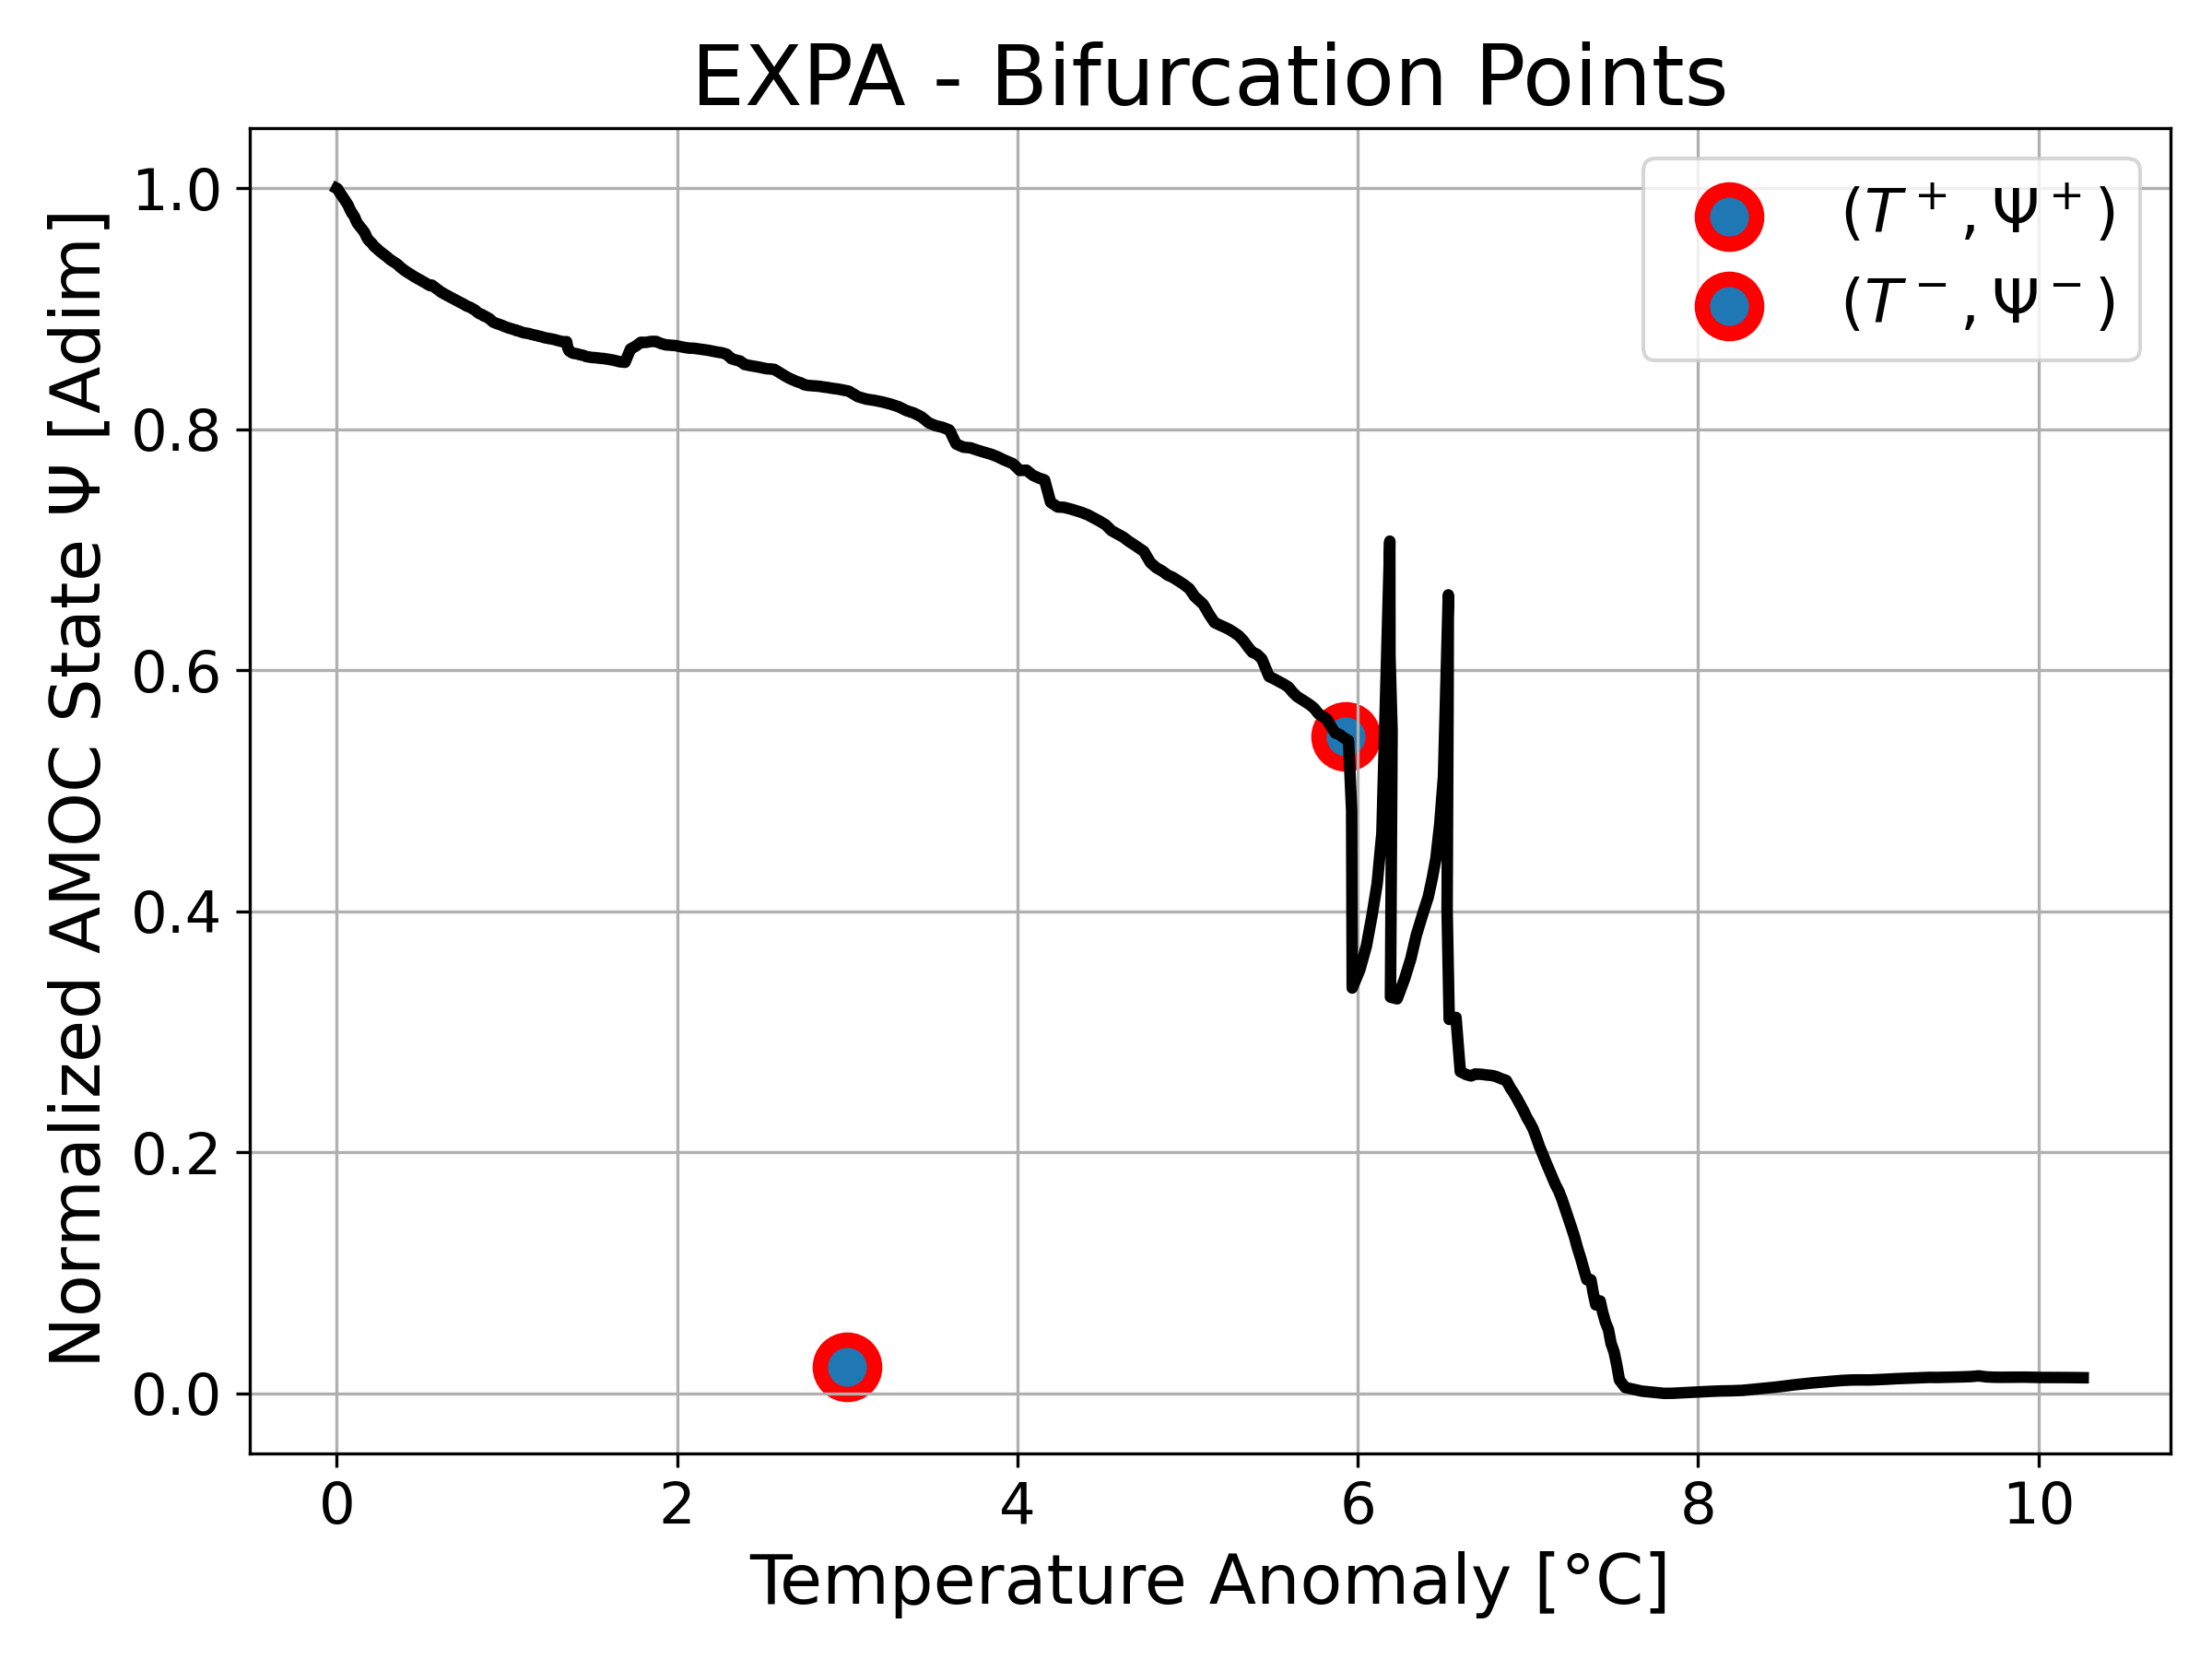 EXPA - Bifurcation Points
(T⁺, Ψ⁺)
(T⁻, Ψ⁻)
Normalized AMOC State Ψ [Adim]
1.0
0.8
0.6
0.4
0.2
0.0
0 2 4 6 8 10
Temperature Anomaly [°C]